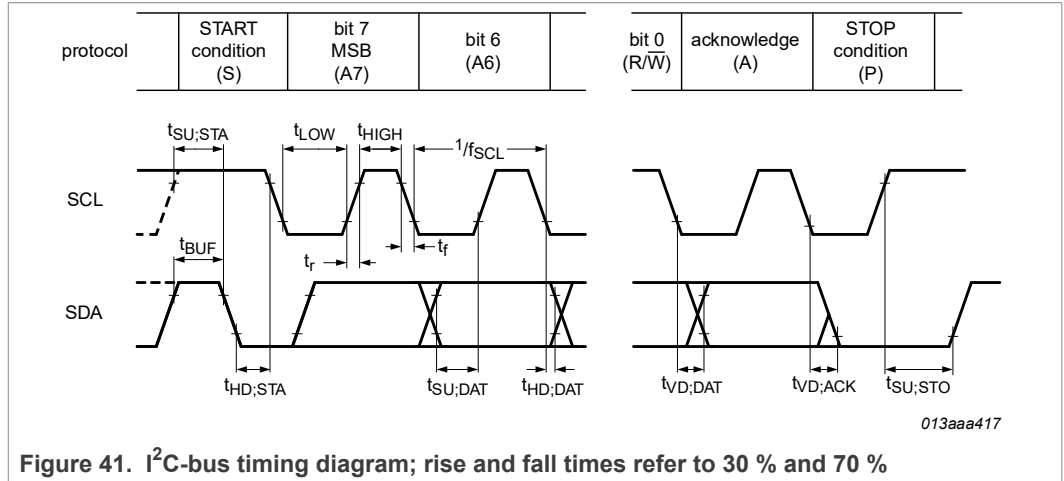 protocol
START
condition
(S)
bit 7
MSB
(A7)
bit 6
(A6)
bit 0
(R/W̅)
acknowledge
(A)
STOP
condition
(P)
tSU;STA
tLOW
tHIGH
1/fSCL
SCL
tBUF
tr
tf
SDA
tHD;STA
tSU;DAT
tHD;DAT
tVD;DAT
tVD;ACK
tSU;STO
013aaa417
Figure 41. I²C-bus timing diagram; rise and fall times refer to 30 % and 70 %